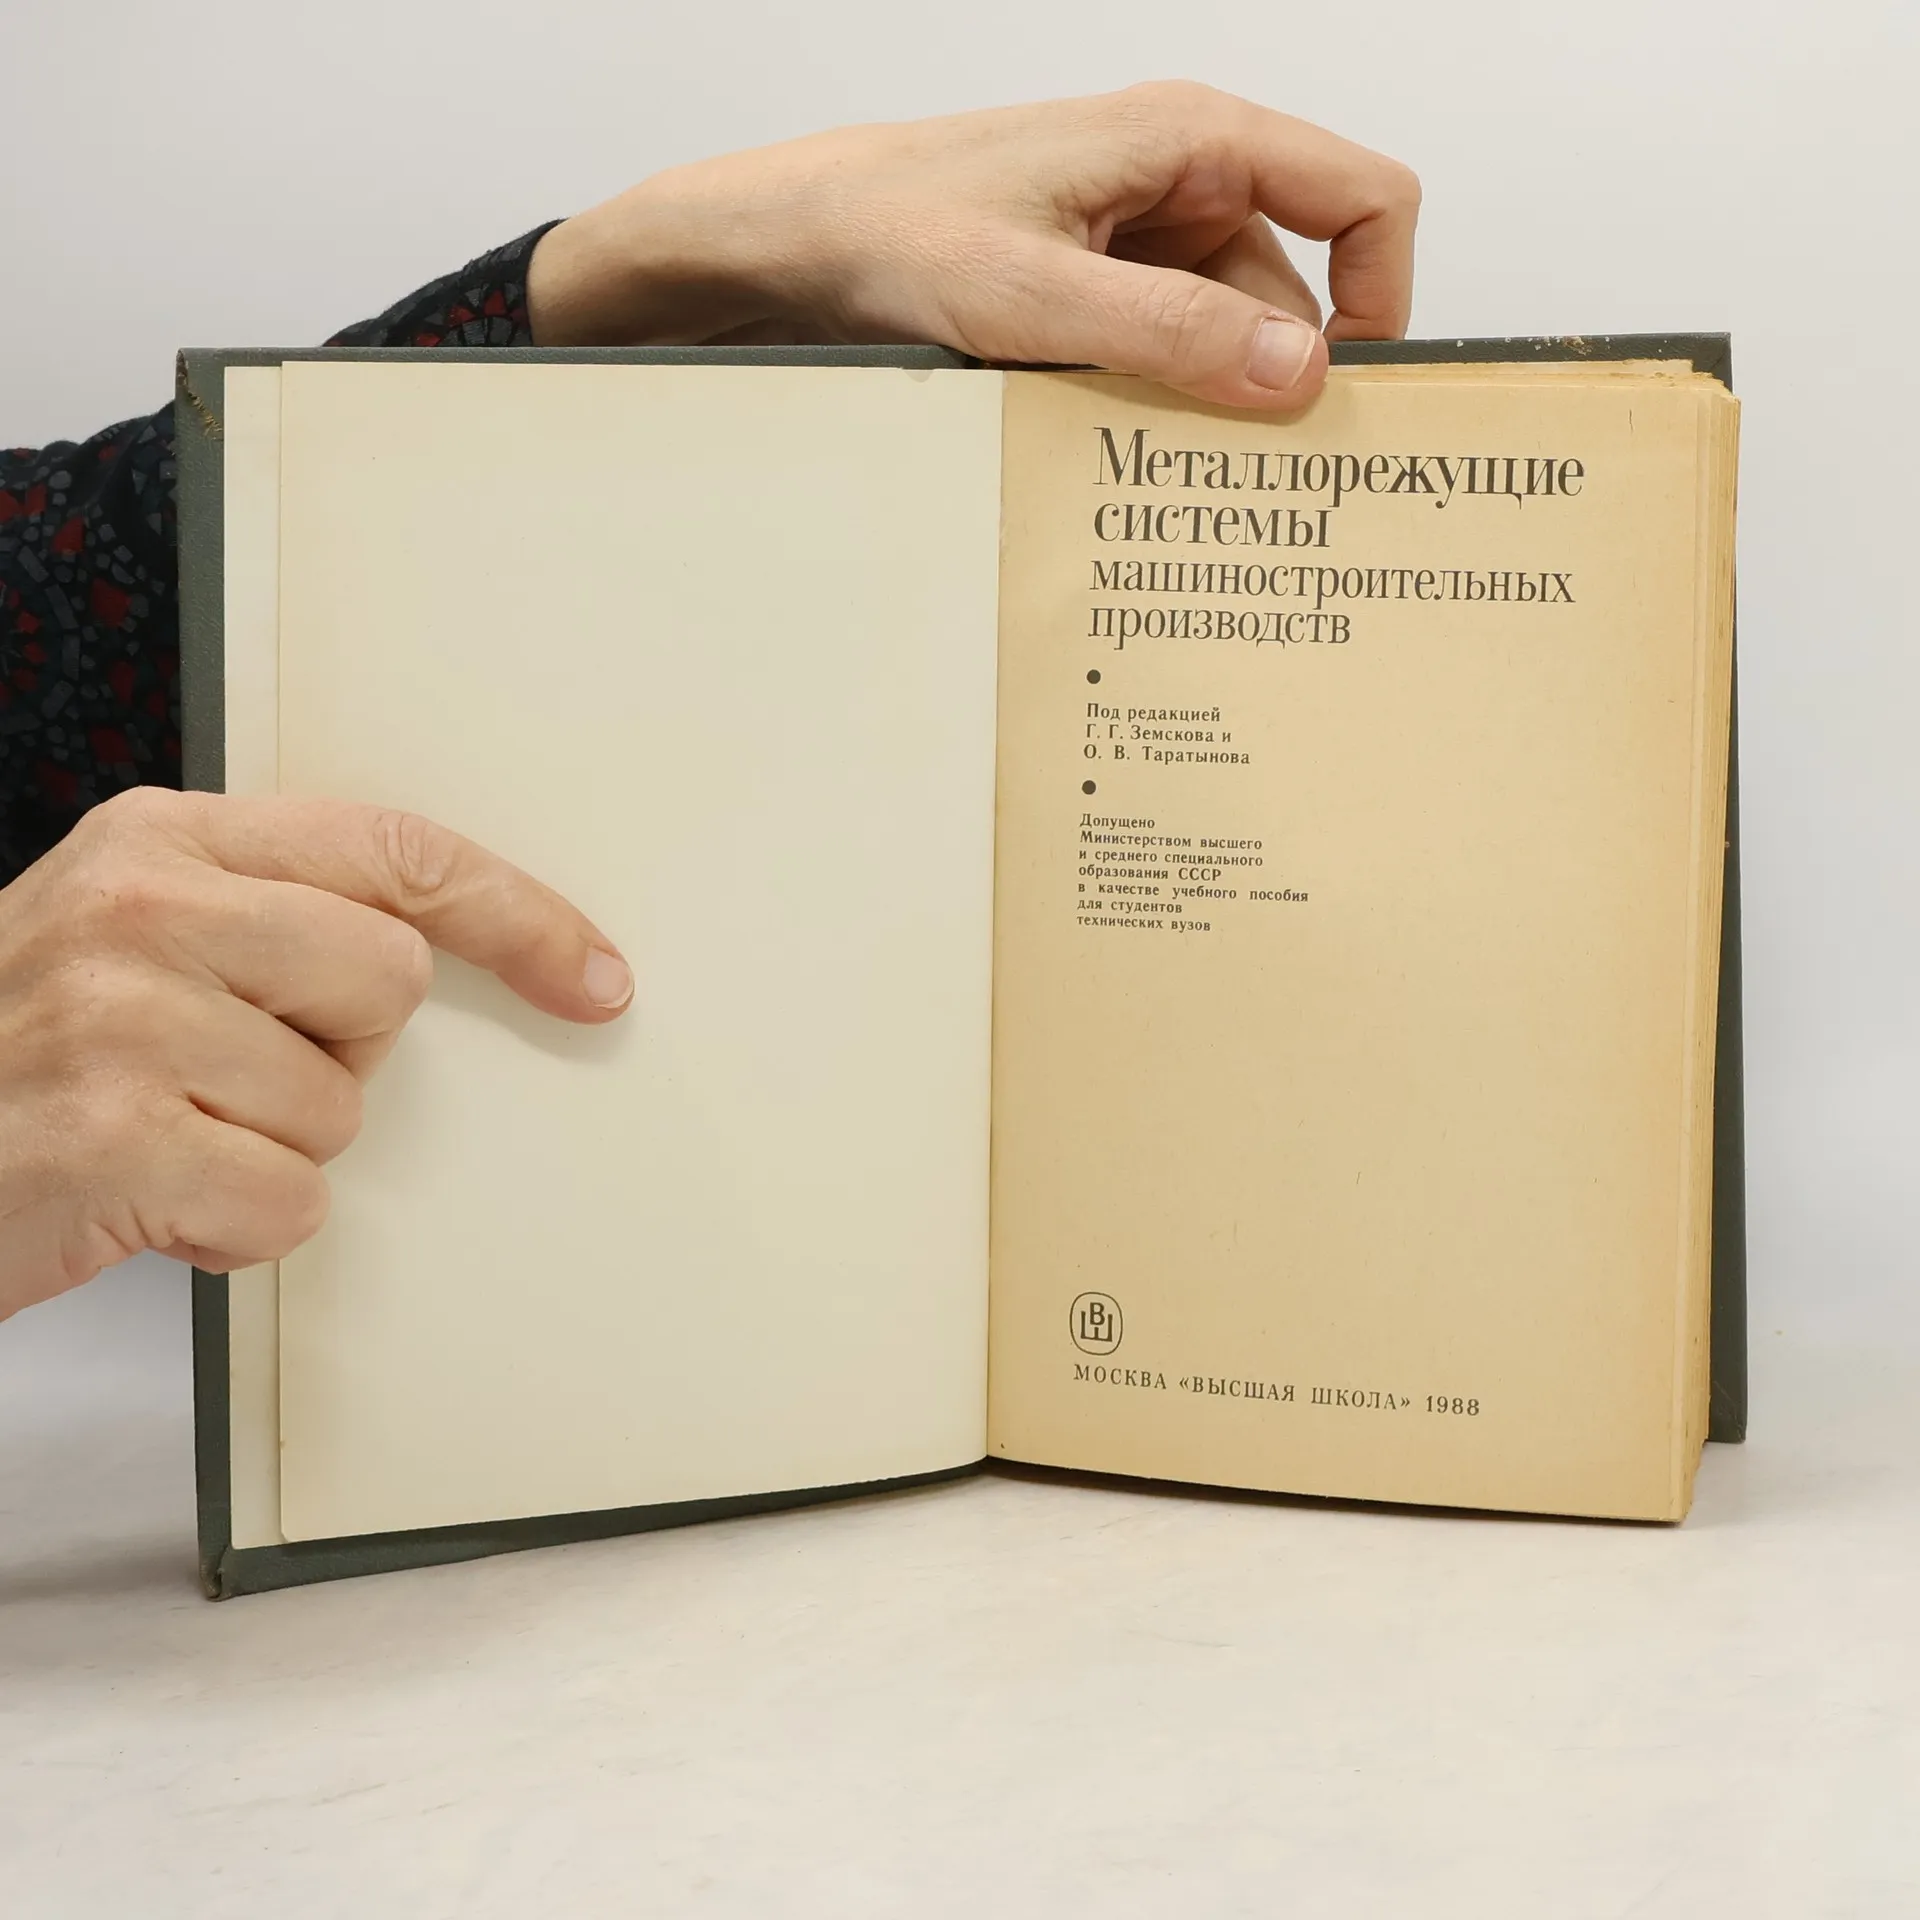 Металлорежущие
системы
машиностроительных
производств
Под редакцией
Г. Г. Земскова и
О. В. Таратынова
Допущено
Министерством высшего
и среднего специального
образования СССР
в качестве учебного пособия
для студентов
технических вузов
ВШ
МОСКВА «ВЫСШАЯ ШКОЛА» 1988